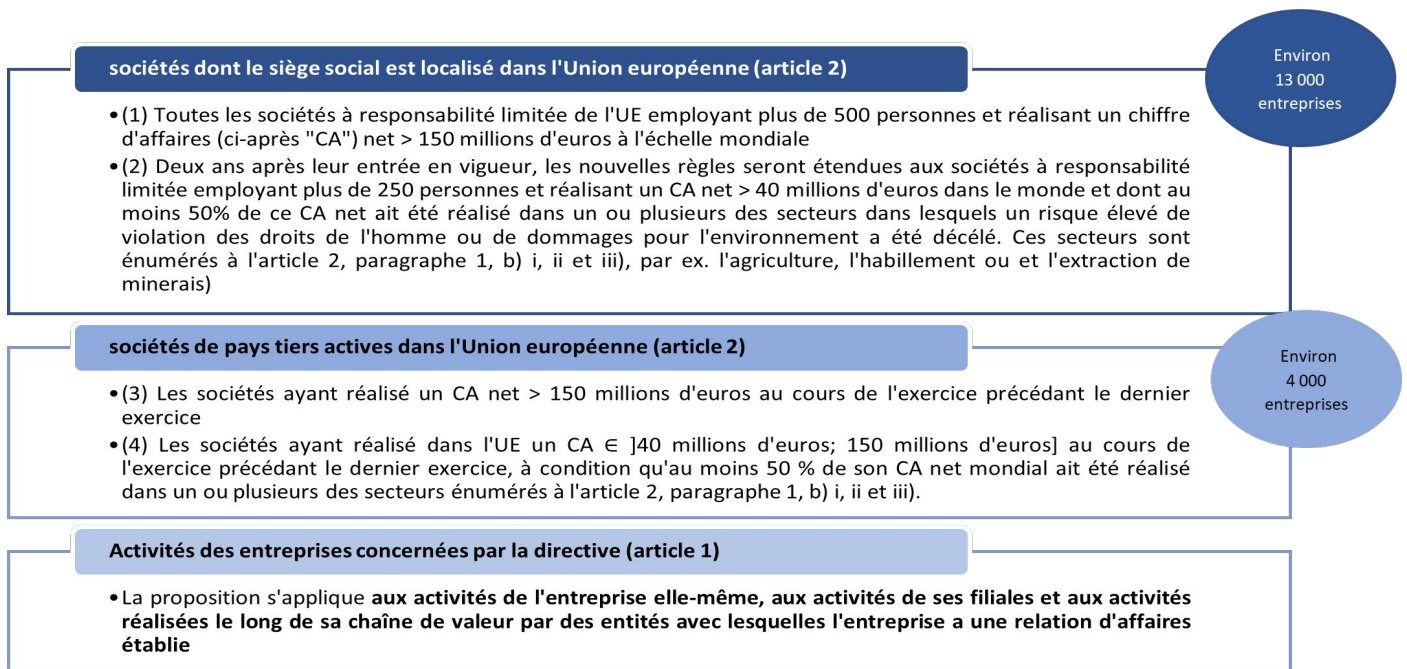 sociétés dont le siège social est localisé dans l'Union européenne (article 2)
Environ
13 000
entreprises
• (1) Toutes les sociétés à responsabilité limitée de l'UE employant plus de 500 personnes et réalisant un chiffre
d'affaires (ci-après "CA") net > 150 millions d'euros à l'échelle mondiale
• (2) Deux ans après leur entrée en vigueur, les nouvelles règles seront étendues aux sociétés à responsabilité
limitée employant plus de 250 personnes et réalisant un CA net > 40 millions d'euros dans le monde et dont au
moins 50% de ce CA net ait été réalisé dans un ou plusieurs des secteurs dans lesquels un risque élevé de
violation des droits de l'homme ou de dommages pour l'environnement a été décélé. Ces secteurs sont
énumérés à l'article 2, paragraphe 1, b) i, ii et iii), par ex. l'agriculture, l'habillement ou et l'extraction de
minerais)
sociétés de pays tiers actives dans l'Union européenne (article 2)
Environ
4 000
entreprises
• (3) Les sociétés ayant réalisé un CA net > 150 millions d'euros au cours de l'exercice précédant le dernier
exercice
• (4) Les sociétés ayant réalisé dans l'UE un CA ∈ ]40 millions d'euros; 150 millions d'euros] au cours de
l'exercice précédant le dernier exercice, à condition qu'au moins 50 % de son CA net mondial ait été réalisé
dans un ou plusieurs des secteurs énumérés à l'article 2, paragraphe 1, b) i, ii et iii).
Activités des entreprises concernées par la directive (article 1)
• La proposition s'applique aux activités de l'entreprise elle-même, aux activités de ses filiales et aux activités
réalisées le long de sa chaîne de valeur par des entités avec lesquelles l'entreprise a une relation d'affaires
établie